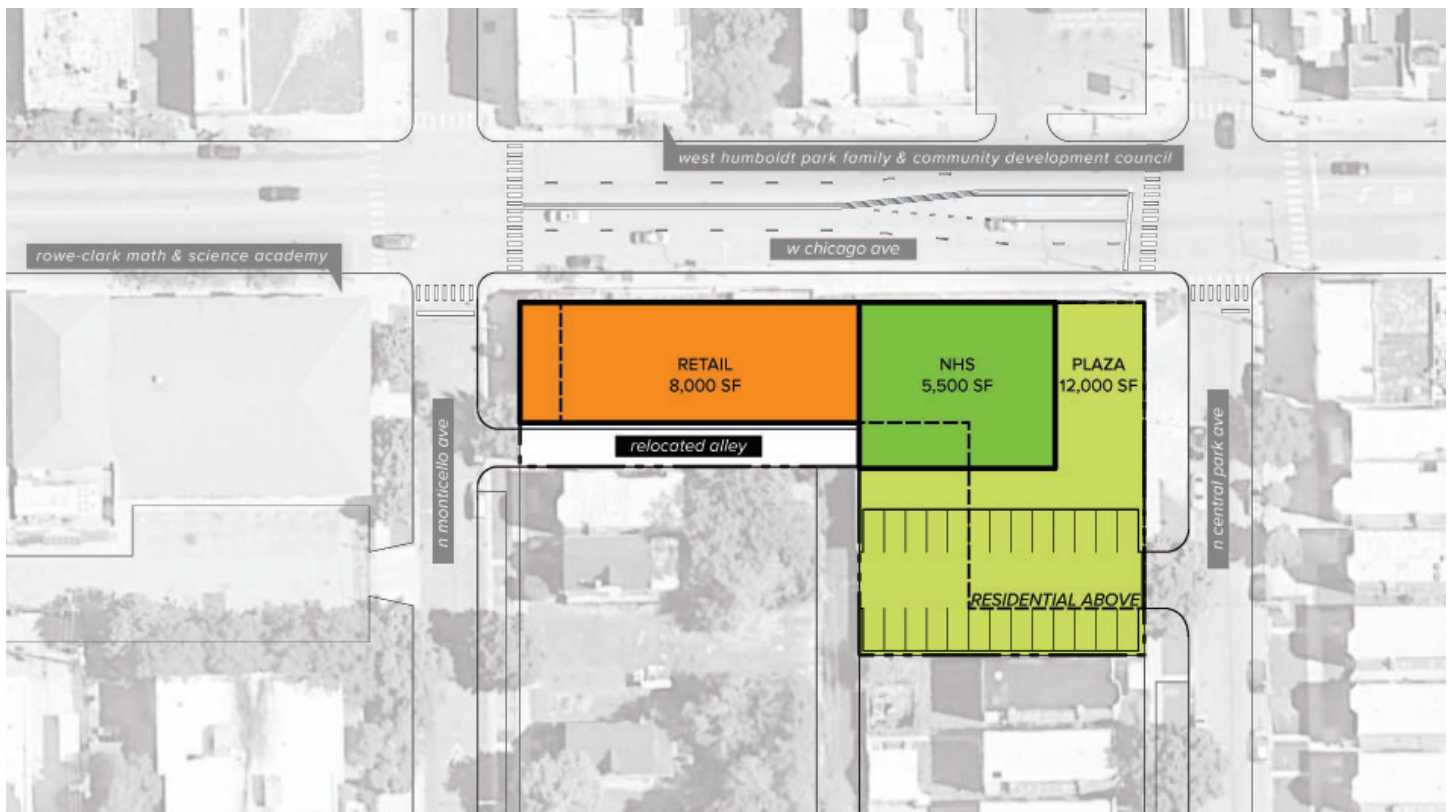 west humboldt park family & community development council
w chicago ave
rowe-clark math & science academy
RETAIL
8,000 SF
NHS
5,500 SF
PLAZA
12,000 SF
relocated alley
n monticello ave
n central park ave
RESIDENTIAL ABOVE